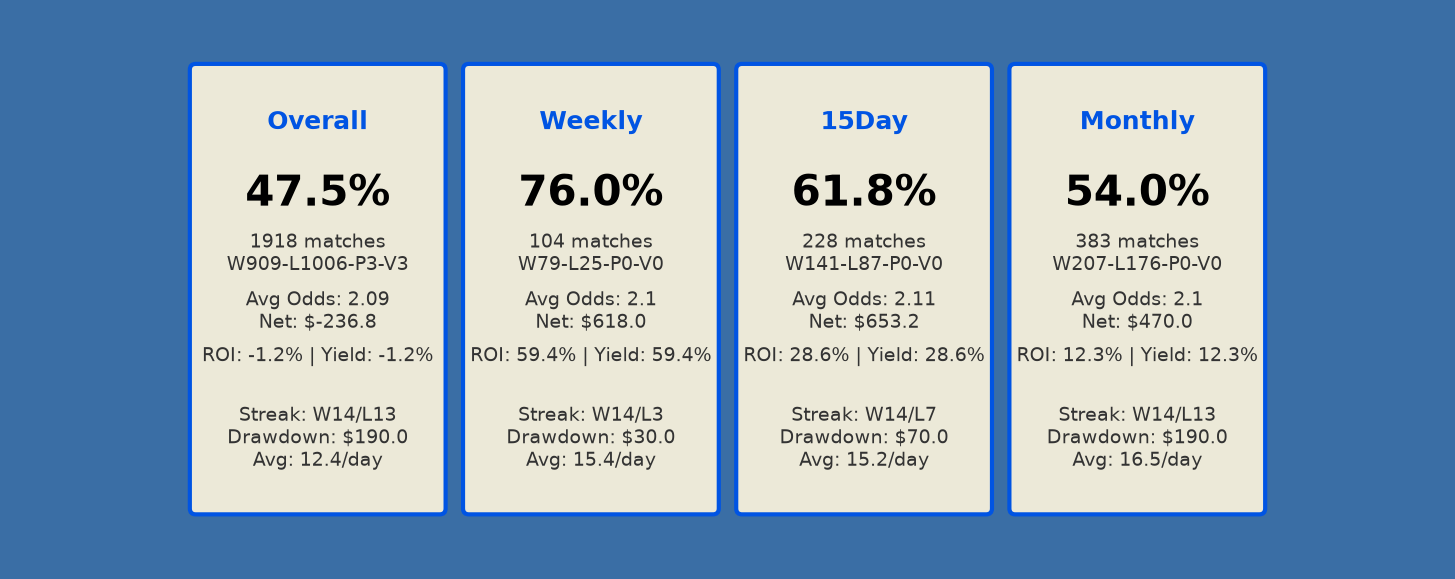 Overall
47.5%
1918 matches
W909-L1006-P3-V3
Avg Odds: 2.09
Net: $-236.8
ROI: -1.2% | Yield: -1.2%
Streak: W14/L13
Drawdown: $190.0
Avg: 12.4/day
Weekly
76.0%
104 matches
W79-L25-P0-V0
Avg Odds: 2.1
Net: $618.0
ROI: 59.4% | Yield: 59.4%
Streak: W14/L3
Drawdown: $30.0
Avg: 15.4/day
15Day
61.8%
228 matches
W141-L87-P0-V0
Avg Odds: 2.11
Net: $653.2
ROI: 28.6% | Yield: 28.6%
Streak: W14/L7
Drawdown: $70.0
Avg: 15.2/day
Monthly
54.0%
383 matches
W207-L176-P0-V0
Avg Odds: 2.1
Net: $470.0
ROI: 12.3% | Yield: 12.3%
Streak: W14/L13
Drawdown: $190.0
Avg: 16.5/day